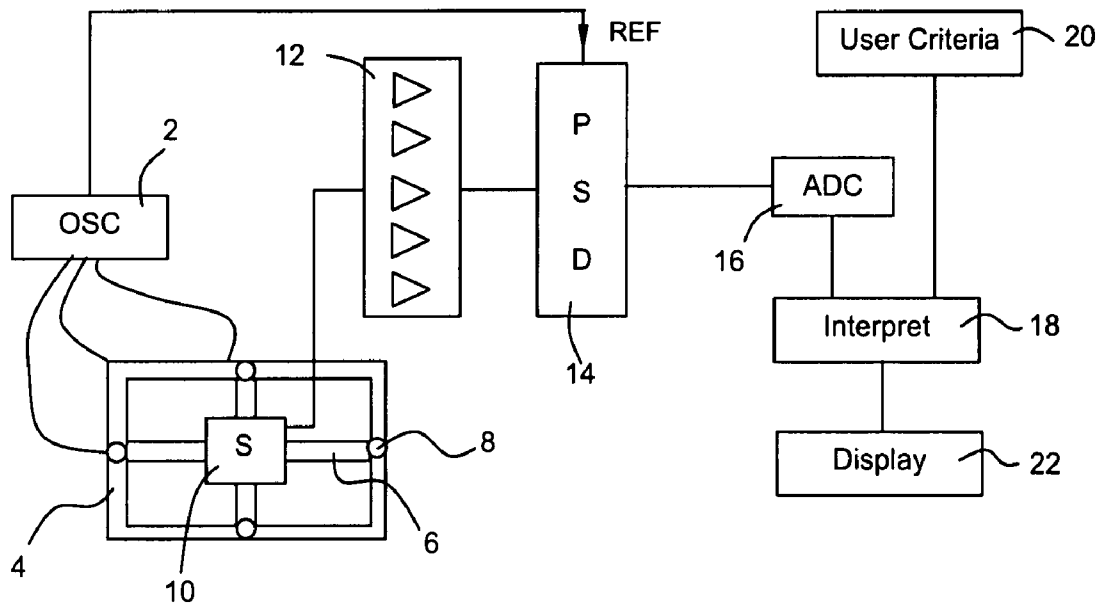 REF
User Criteria
20
12
2
P
S
D
OSC
ADC
16
Interpret
18
14
S
8
Display
22
4
6
10